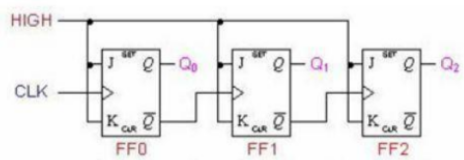 HIGH
J SET Q Q₀ J SET Q Q₁ J SET Q Q₂
CLK
K CLR Q̅ K CLR Q̅ K CLR Q̅
FF0 FF1 FF2